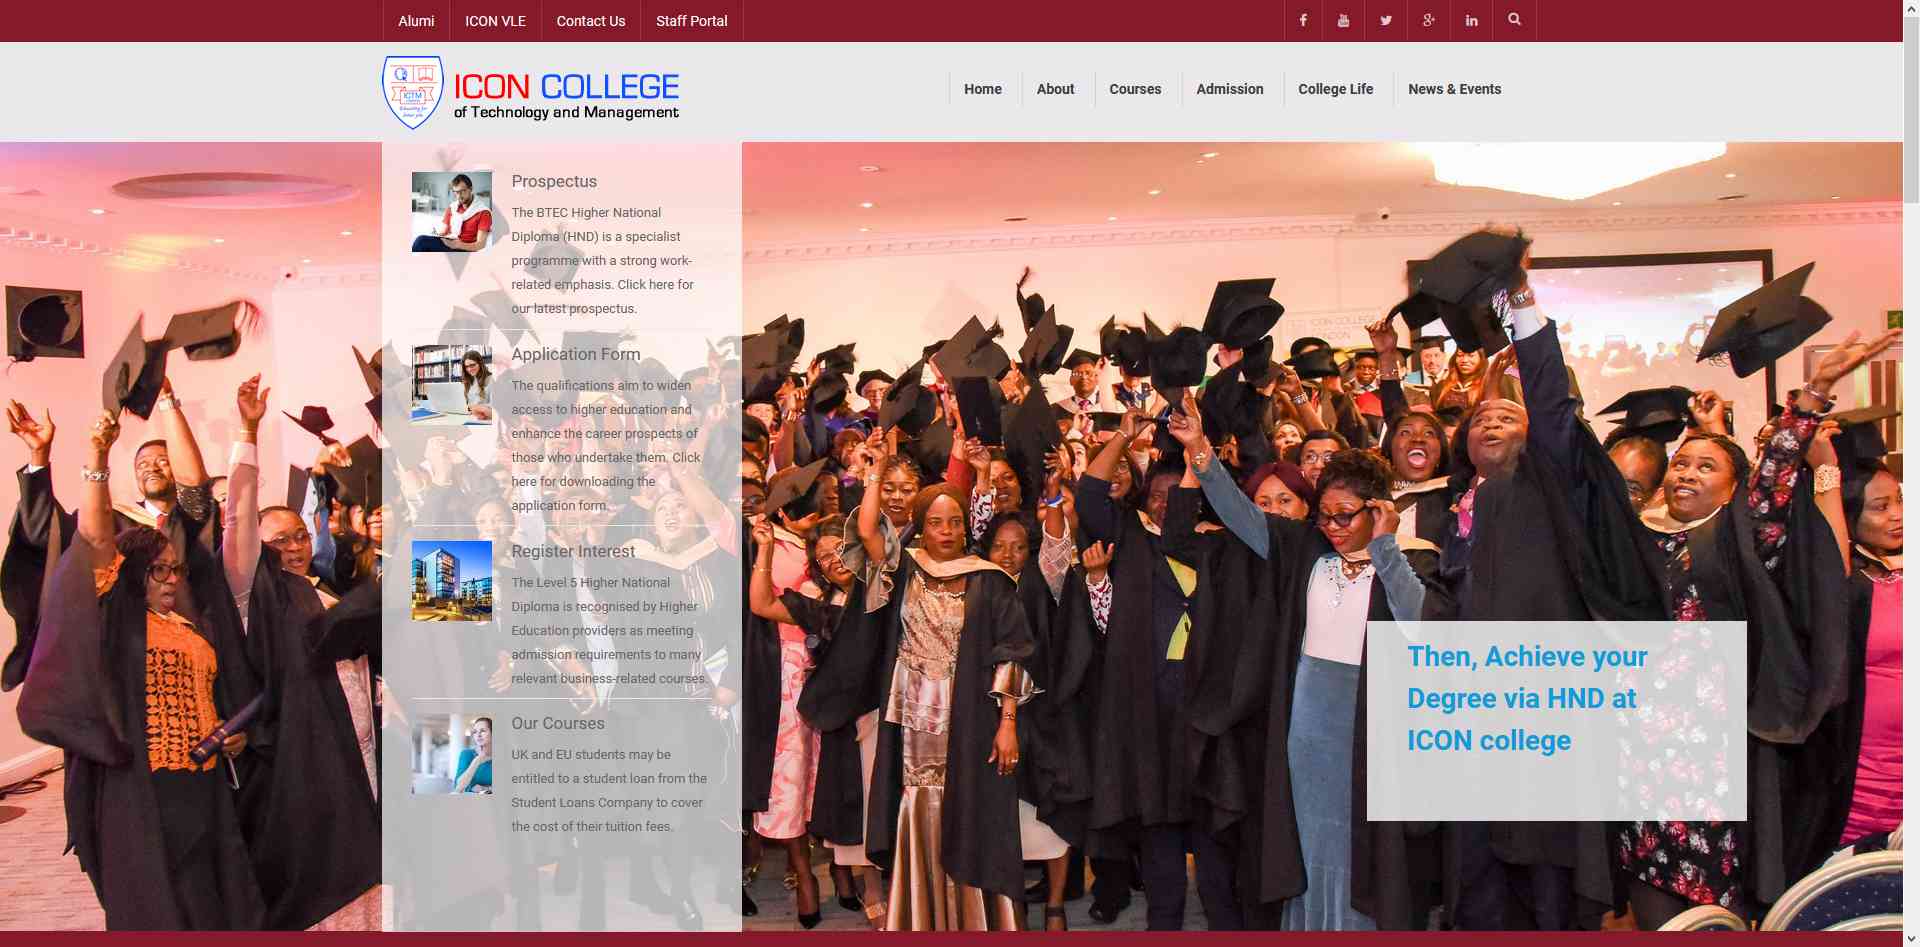 Alumi ICON VLE Contact Us Staff Portal
ICTM
ICON COLLEGE
of Technology and Management
Home About Courses Admission College Life News & Events
Prospectus
The BTEC Higher National
Diploma (HND) is a specialist
programme with a strong work-
related emphasis. Click here for
our latest prospectus.
Application Form
The qualifications aim to widen
access to higher education and
enhance the career prospects of
those who undertake them. Click
here for downloading the
application form.
Register Interest
The Level 5 Higher National
Diploma is recognised by Higher
Education providers as meeting
admission requirements to many
relevant business-related courses.
Our Courses
UK and EU students may be
entitled to a student loan from the
Student Loans Company to cover
the cost of their tuition fees.
ICON COLLEGE
Then, Achieve your
Degree via HND at
ICON college